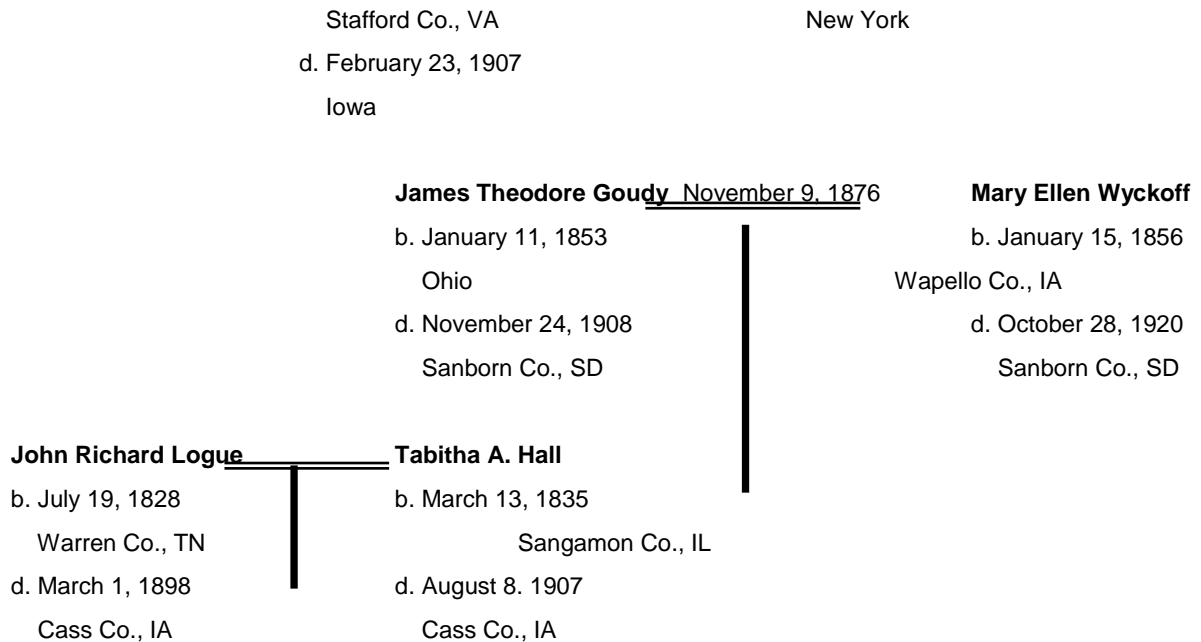 Stafford Co., VA New York
d. February 23, 1907
Iowa
James Theodore Goudy November 9, 1876 Mary Ellen Wyckoff
b. January 11, 1853 b. January 15, 1856
Ohio Wapello Co., IA
d. November 24, 1908 d. October 28, 1920
Sanborn Co., SD Sanborn Co., SD
John Richard Logue Tabitha A. Hall
b. July 19, 1828 b. March 13, 1835
Warren Co., TN Sangamon Co., IL
d. March 1, 1898 d. August 8. 1907
Cass Co., IA Cass Co., IA